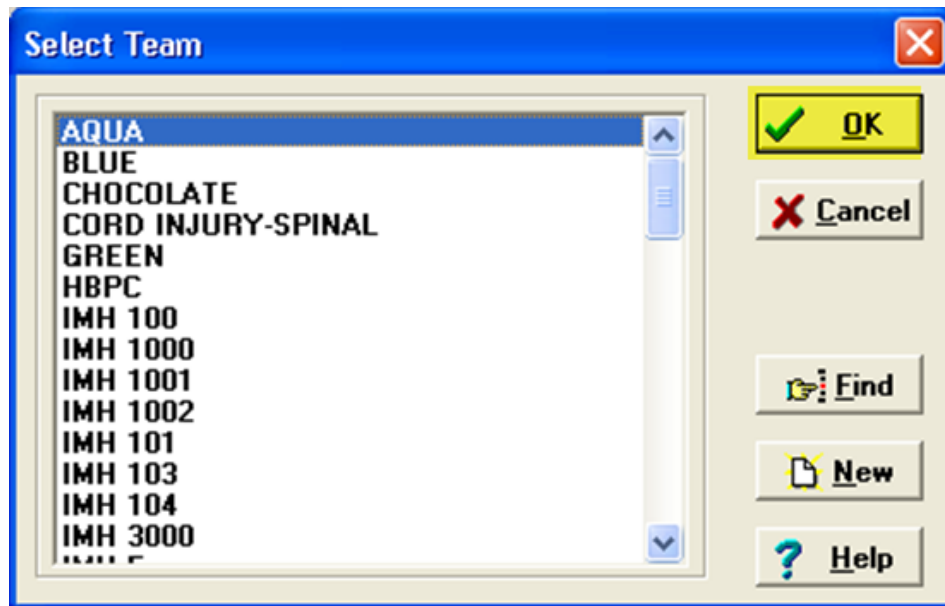 Select Team
AQUA
BLUE
CHOCOLATE
CORD INJURY-SPINAL
GREEN
HBPC
IMH 100
IMH 1000
IMH 1001
IMH 1002
IMH 101
IMH 103
IMH 104
IMH 3000
OK
Cancel
Find
New
Help